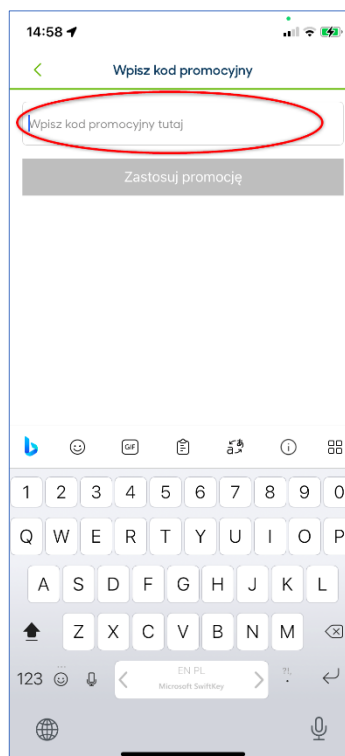 14:58
Wpisz kod promocyjny
Wpisz kod promocyjny tutaj
Zastosuj promocję
GIF
1 2 3 4 5 6 7 8 9 0
Q W E R T Y U I O P
A S D F G H J K L
Z X C V B N M
123
EN PL
Microsoft SwiftKey
?!,
.